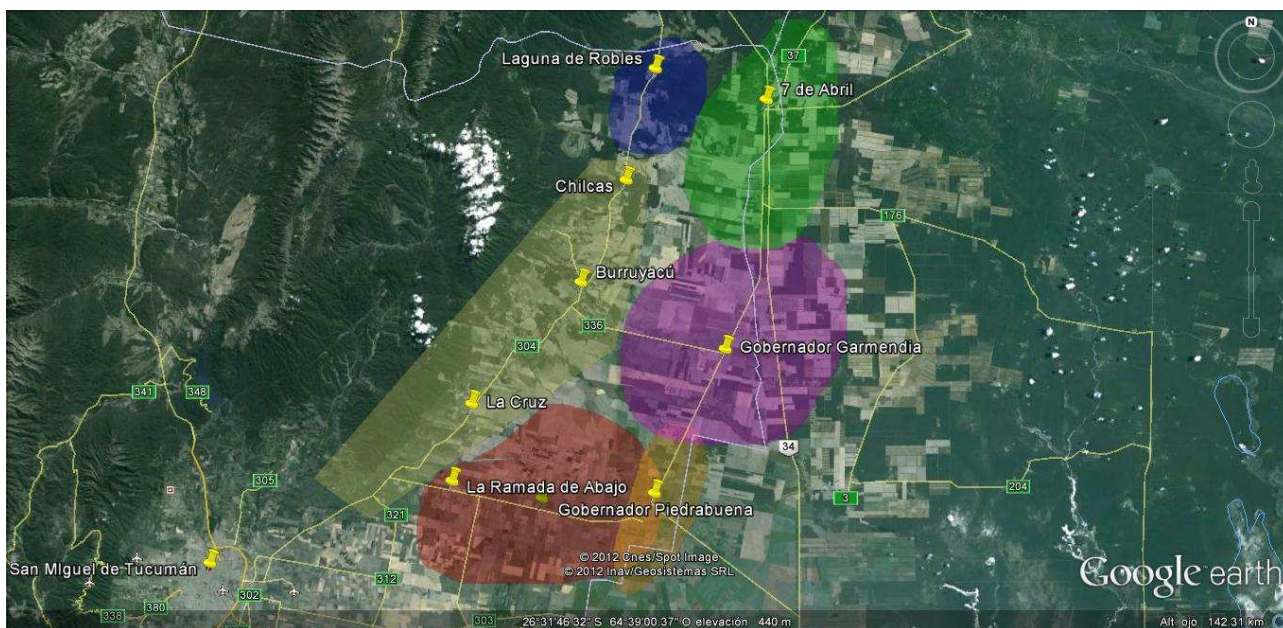 N
Laguna de Robles
37
7 de Abril
Chilcas
176
Burruyacú
336
304
Gobernador Garmendia
341
348
La Cruz
34
305
La Ramada de Abajo
204
3
321
Gobernador Piedrabuena
© 2012 Cnes/Spot Image
© 2012 Inav/Geosistemas SRL
San MIguel de Tucumán
312
Google earth
302
380
338
303
26°31'46.32" S 64°39'00.37" O elevación 440 m
Alt. ojo 142.31 km